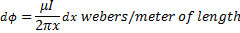 dϕ = μI/2πx dx webers/meter of length